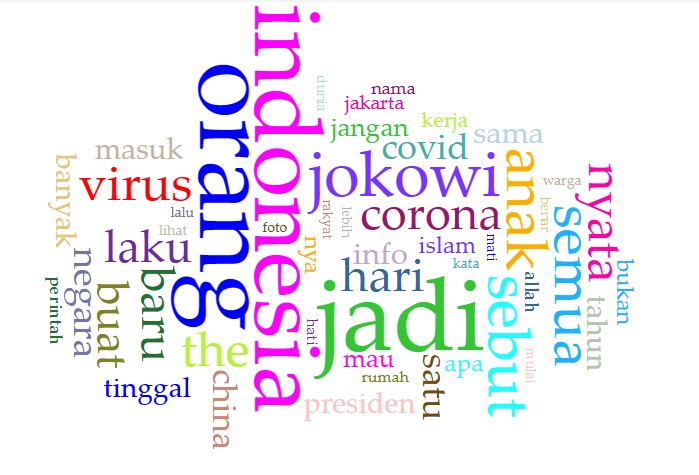 indonesia
orang
jadi
jokowi
dunia
nama
jakarta
jangan
kerja
sama
covid
masuk
banyak
virus
lalu
lihat
laku
foto
rakyat
lebih
corona
anak
warga
benar
nyata
semua
nya
info
islam
mati
kata
hari
allah
bukan
tahun
negara
perintah
buat
baru
the
hati
mau
rumah
satu
apa
sebut
mulai
tinggal
china
presiden